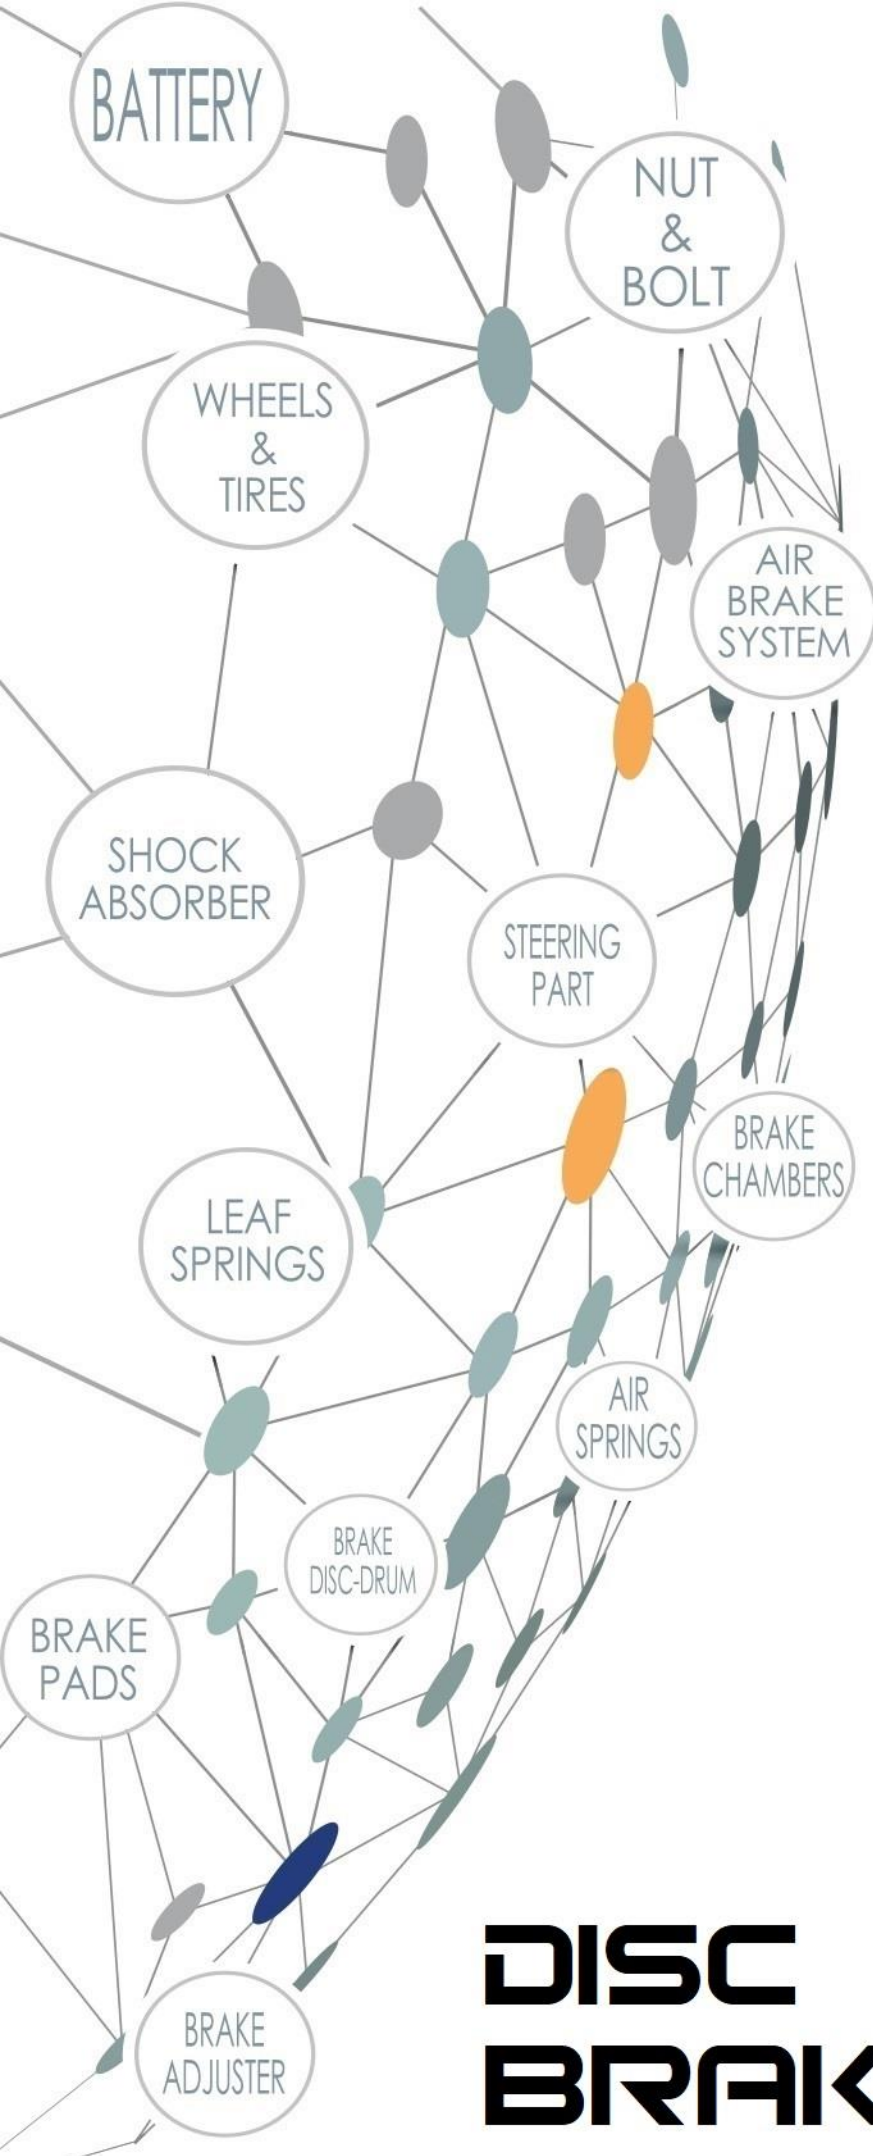 BATTERY
NUT
&
BOLT
WHEELS
&
TIRES
AIR
BRAKE
SYSTEM
SHOCK
ABSORBER
STEERING
PART
BRAKE
CHAMBERS
LEAF
SPRINGS
AIR
SPRINGS
BRAKE
DISC-DRUM
BRAKE
PADS
BRAKE
ADJUSTER
DISC
BRAK